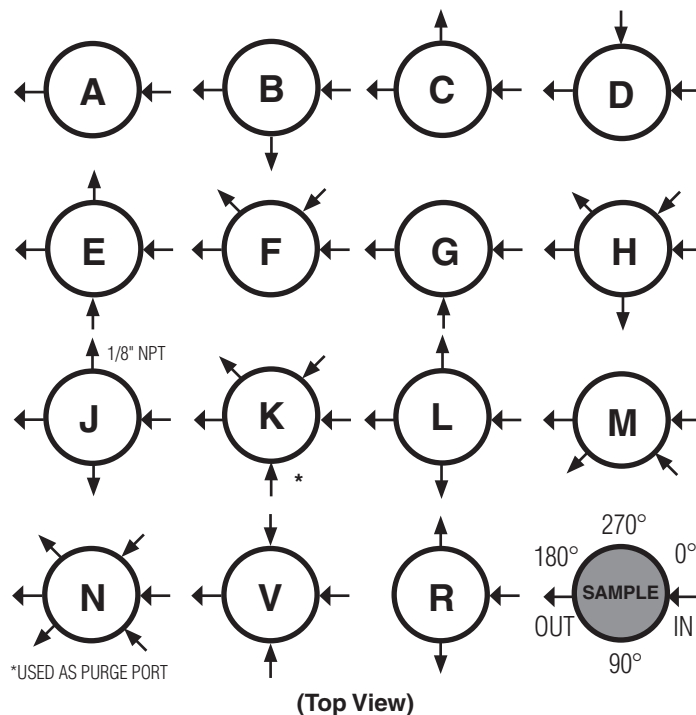 A B C D
E F G H
1/8" NPT
J K L M
*
270°
180° 0°
N V R SAMPLE
OUT IN
90°
*USED AS PURGE PORT
(Top View)